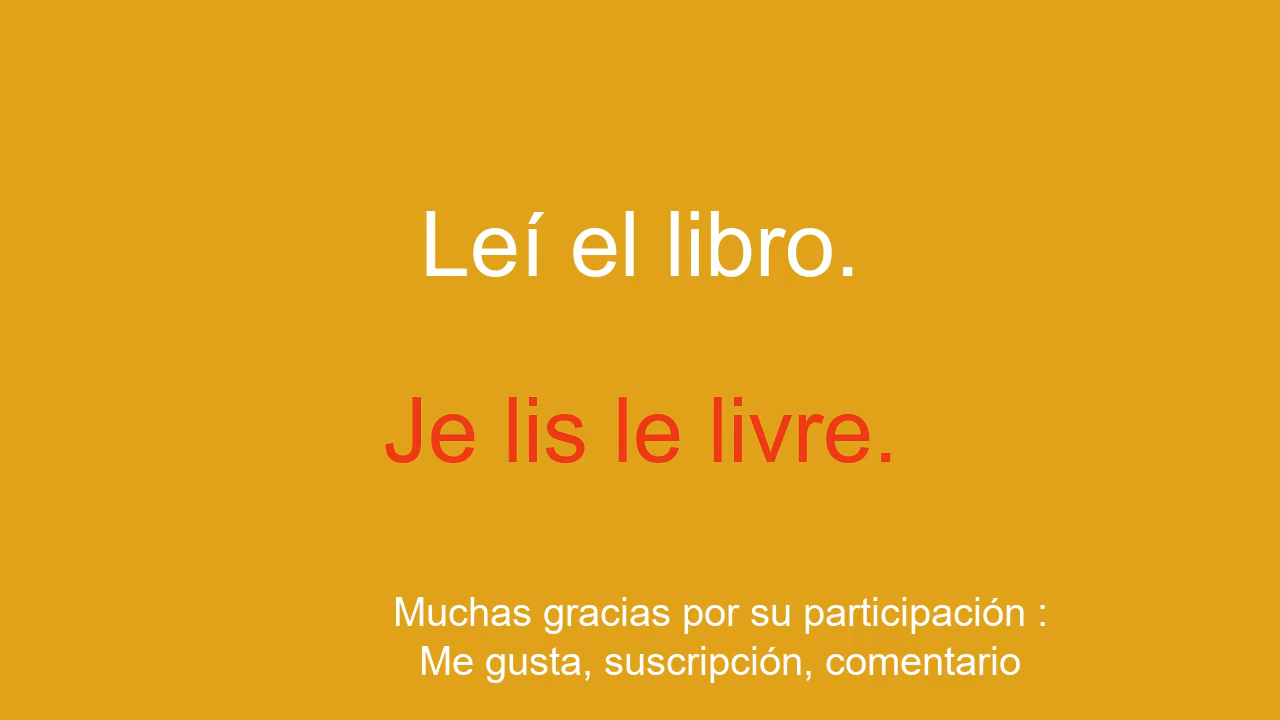 Leí el libro.
Je lis le livre.
Muchas gracias por su participación :
Me gusta, suscripción, comentario